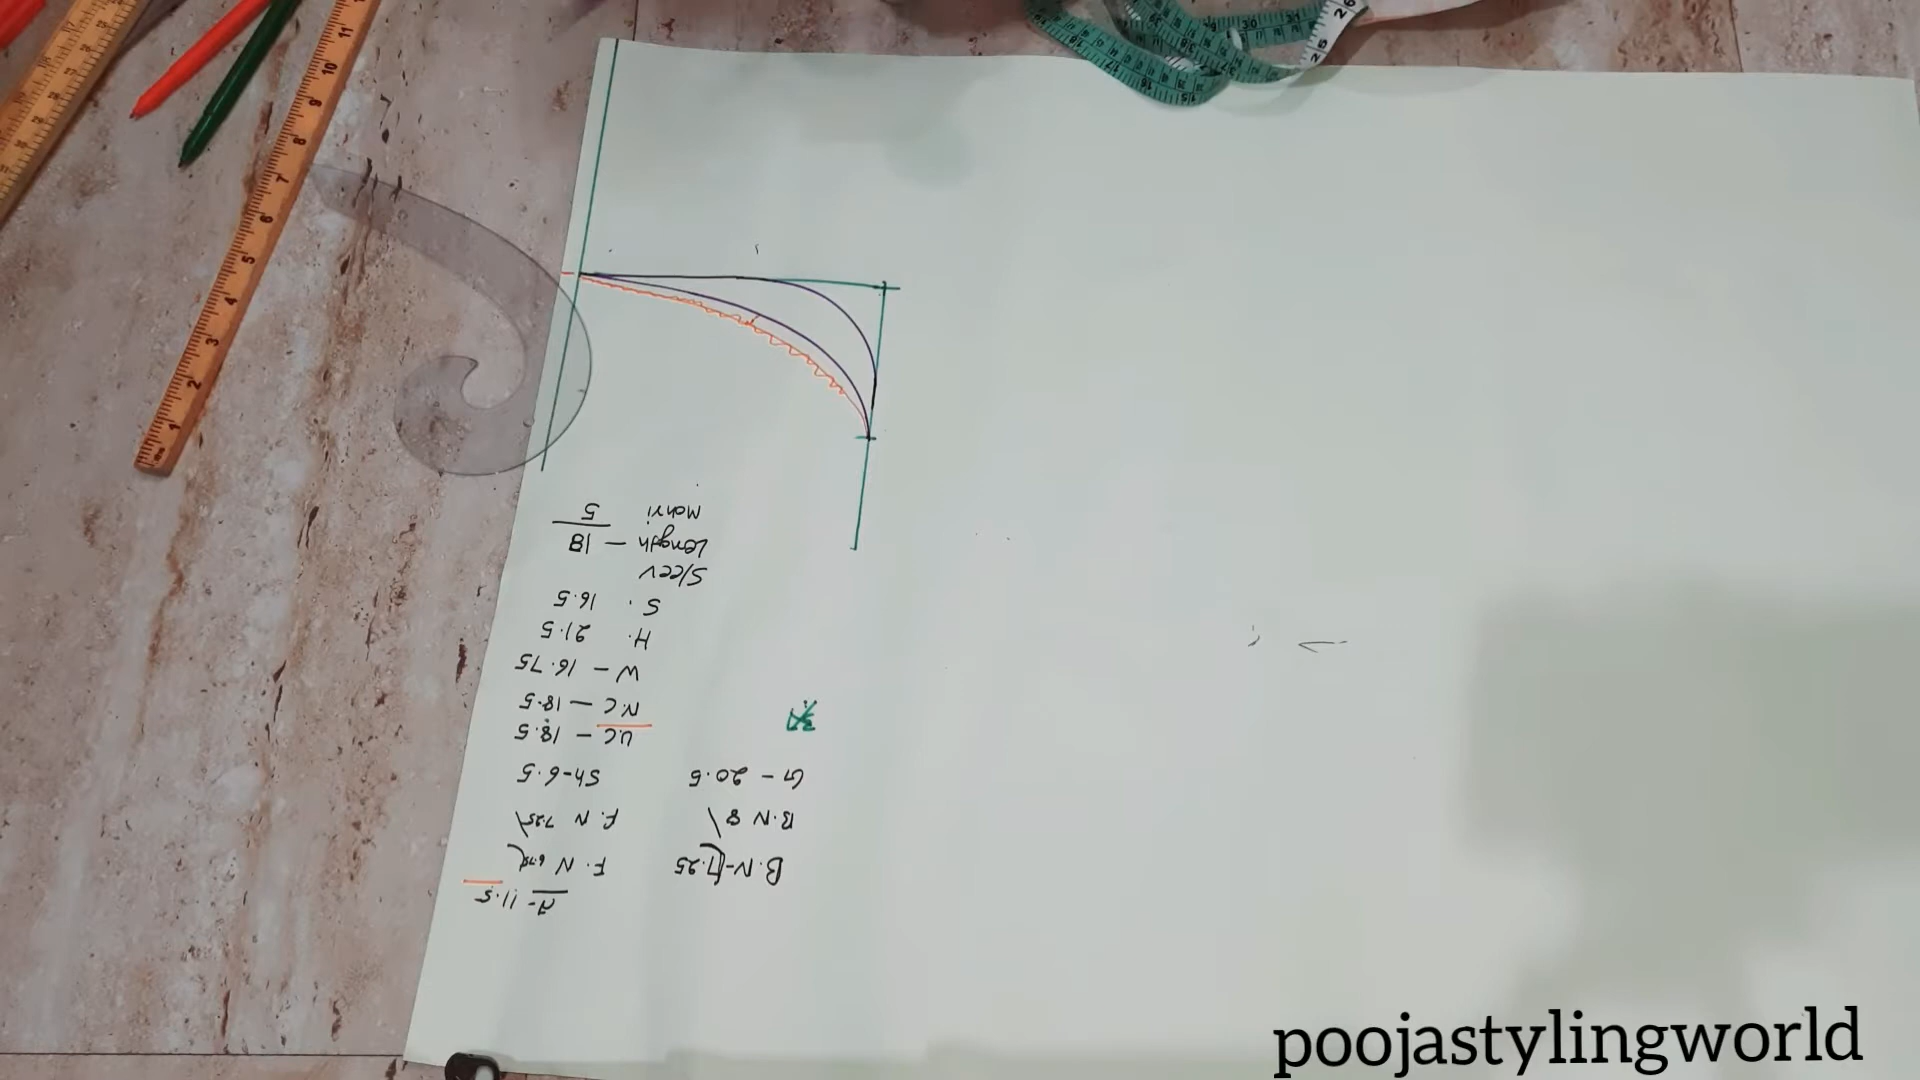 A- 11.5
F. N 6.75 B.N-7.25
F. N 7.25 B.N 8
Sh-6.5 G - 20.5
U.C - 18.5
N.C - 18.5
W - 16.75
H. 21.5
S. 16.5
Sleev
Length - 18
Mohri 5
poojastylingworld